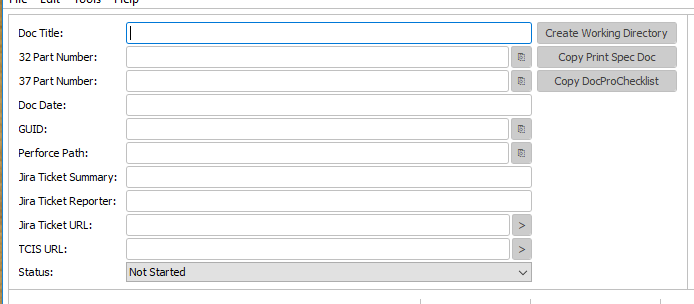 File Edit Tools Help
Doc Title: Create Working Directory
32 Part Number: Copy Print Spec Doc
37 Part Number: Copy DocProChecklist
Doc Date:
GUID:
Perforce Path:
Jira Ticket Summary:
Jira Ticket Reporter:
Jira Ticket URL: >
TCIS URL: >
Status: Not Started